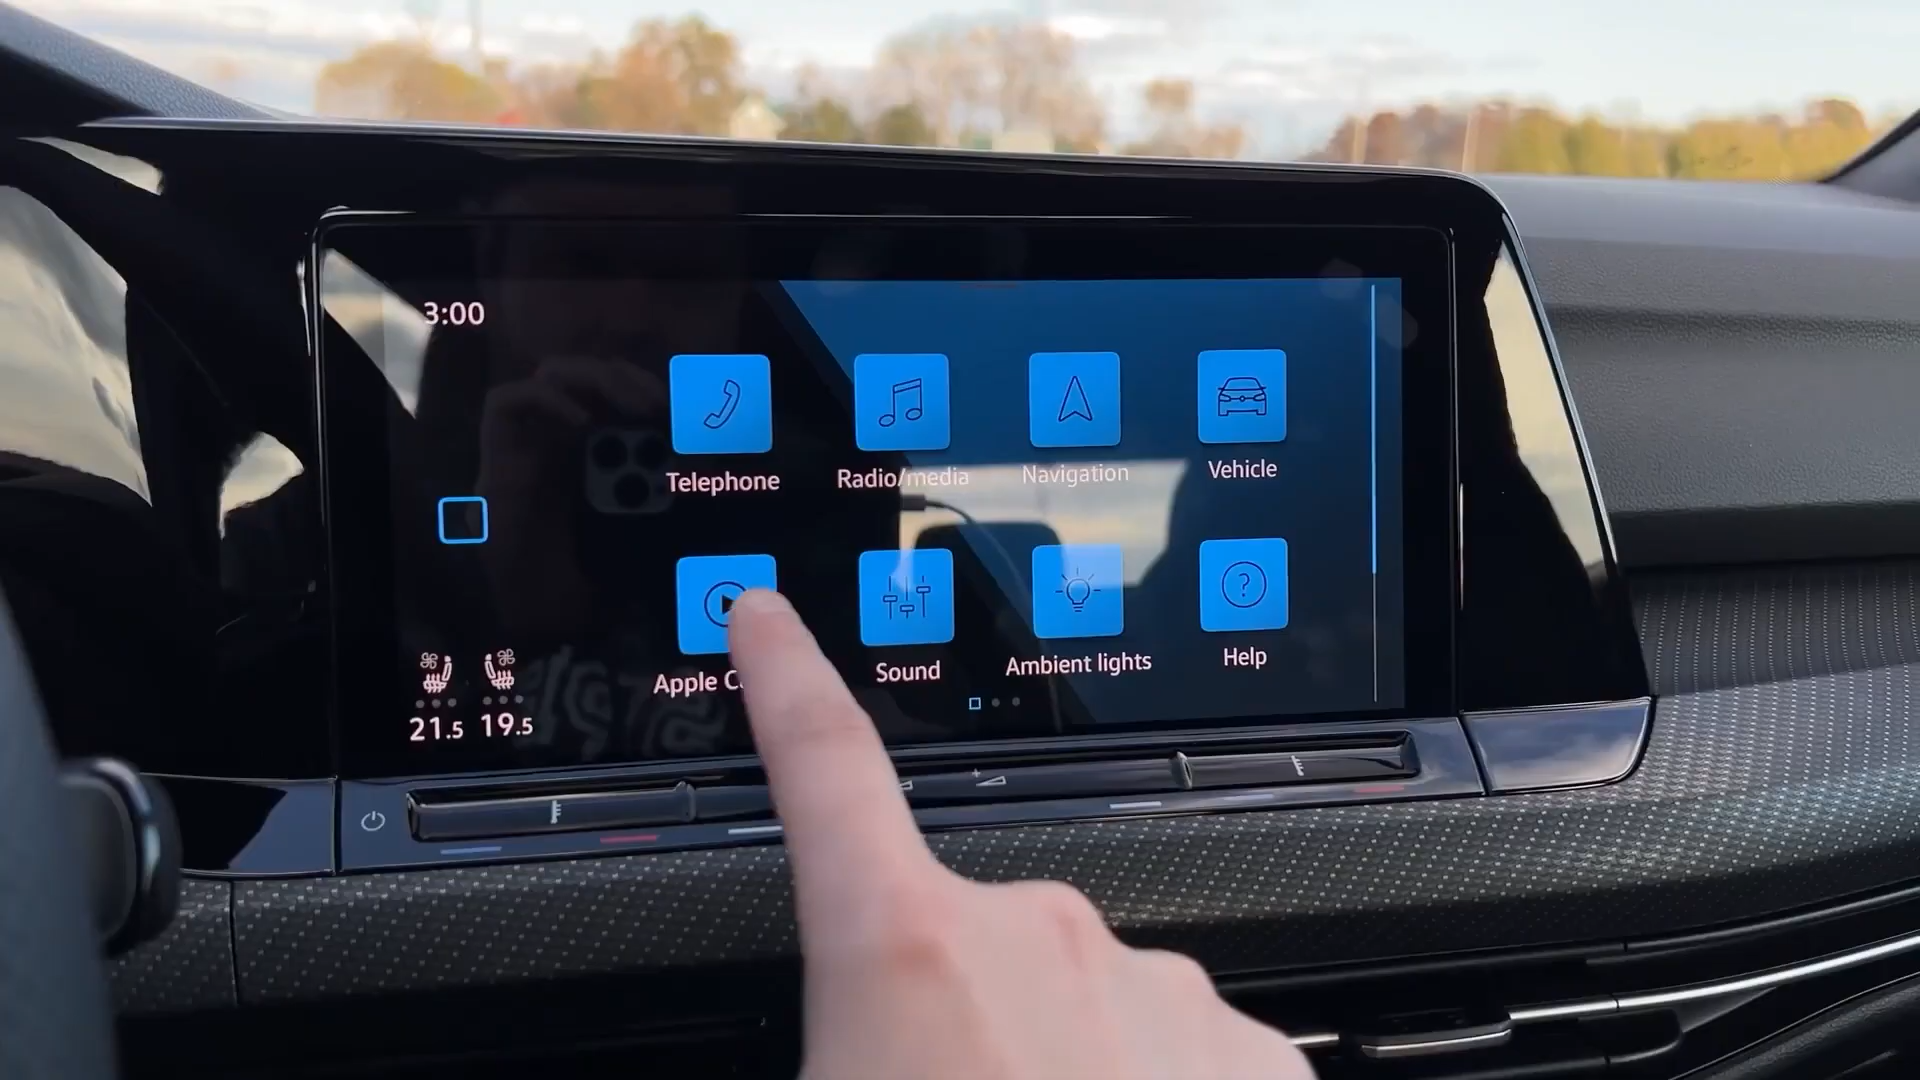 3:00
Telephone
Radio/media
Navigation
Vehicle
Apple
Sound
Ambient lights
Help
21.5 19.5